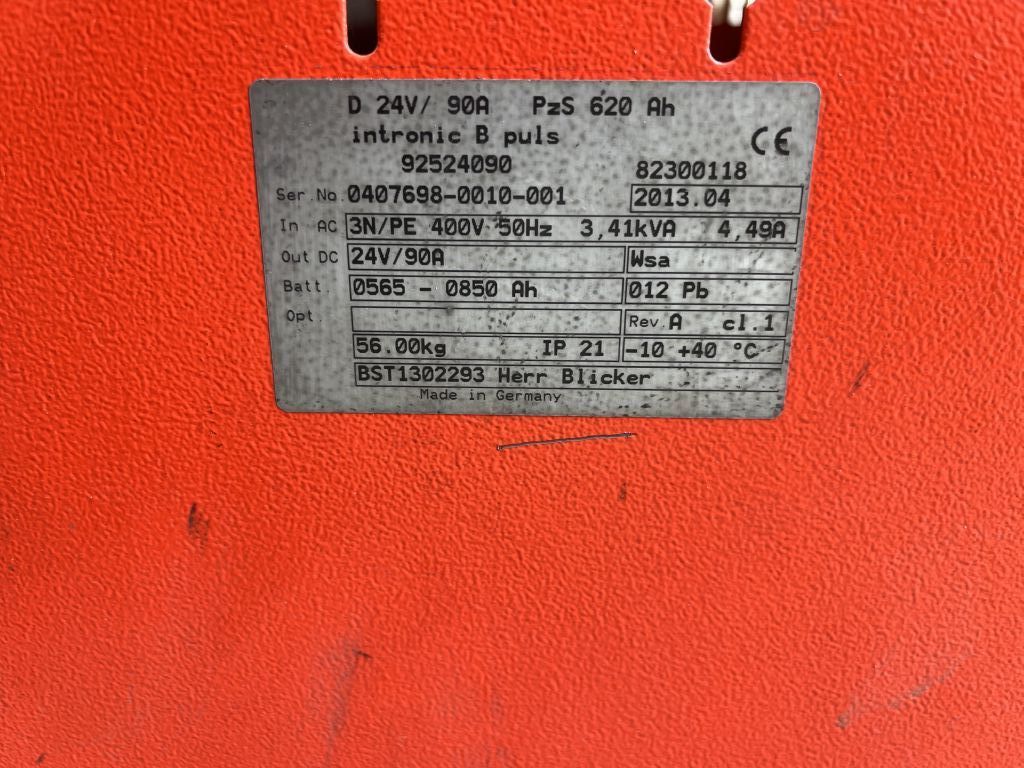 D 24V/ 90A PzS 620 Ah
intronic B puls
CE
92524090 82300118
Ser.No. 0407698-0010-001 2013.04
In AC 3N/PE 400V 50Hz 3,41kVA 4,49A
Out DC 24V/90A Wsa
Batt. 0565 - 0850 Ah 012 Pb
Opt. Rev. A cl.1
56.00kg IP 21 -10 +40 °C
BST1302293 Herr Blicker
Made in Germany